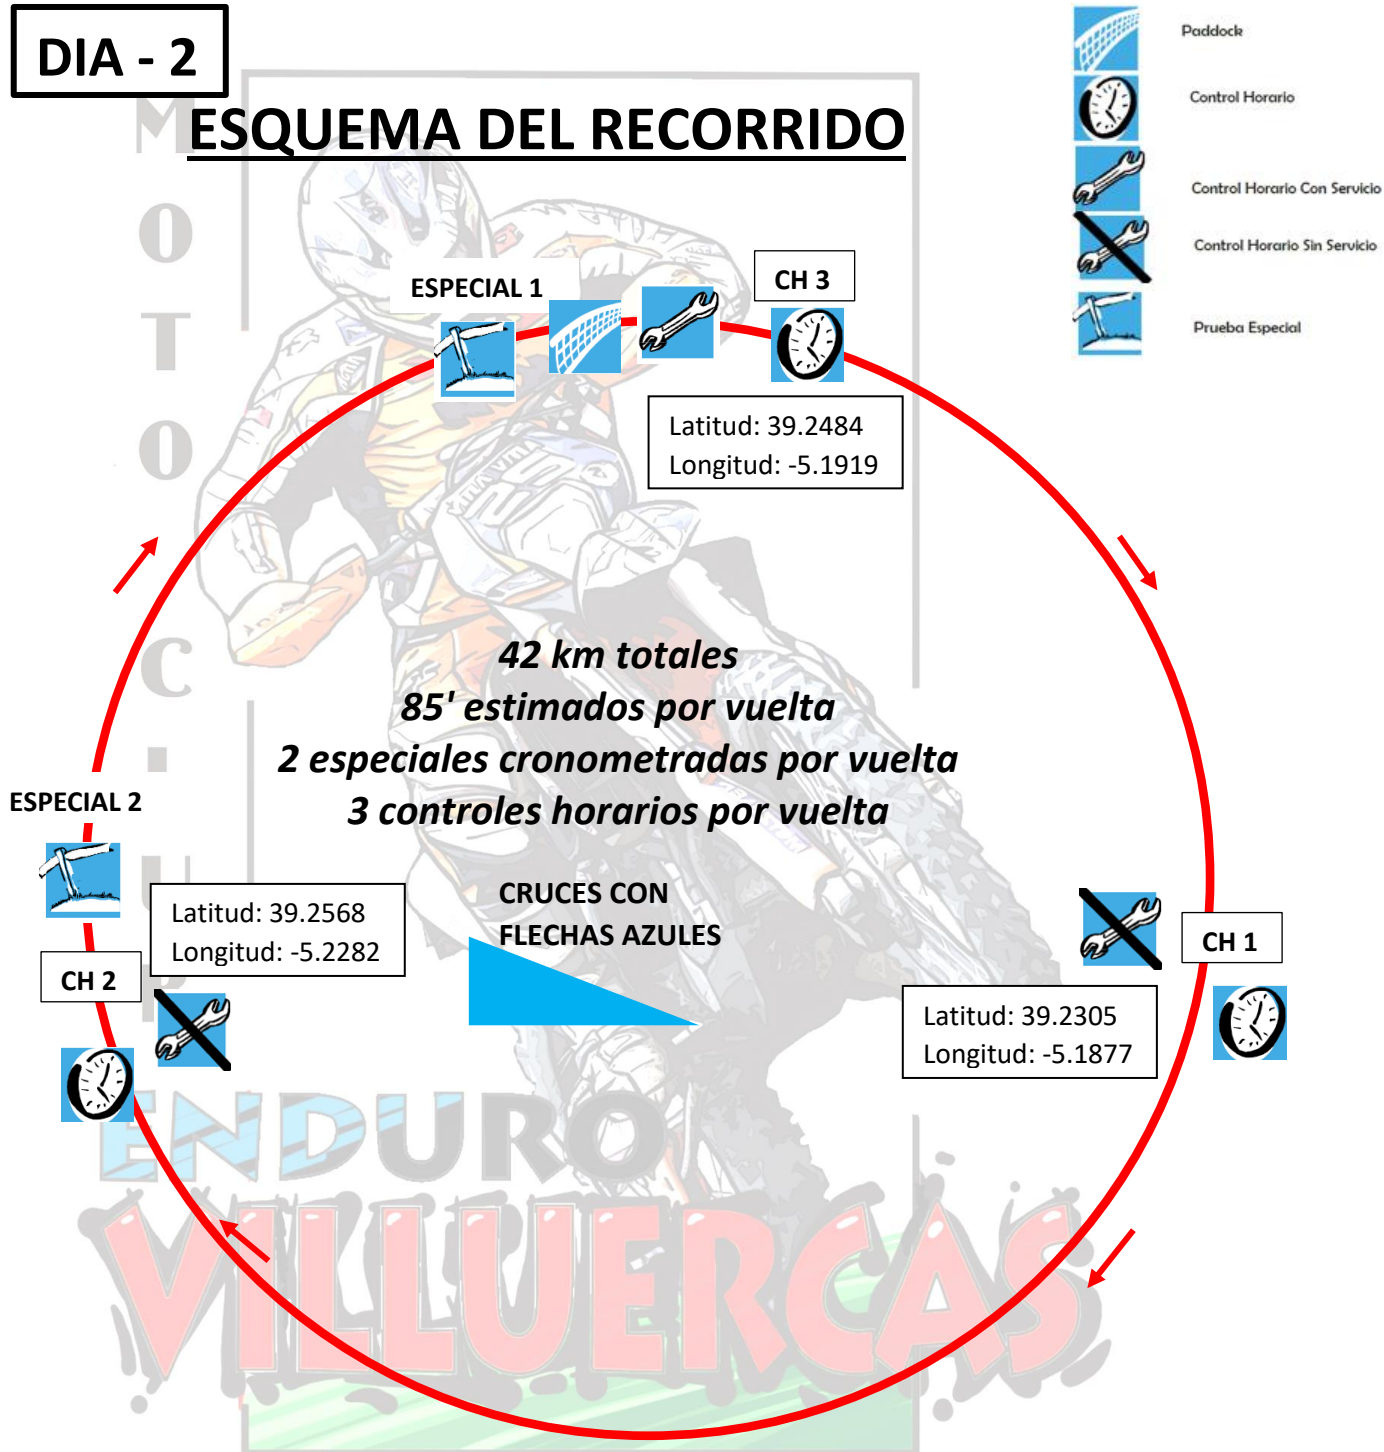 DIA - 2
ESQUEMA DEL RECORRIDO
Paddock
Control Horario
Control Horario Con Servicio
Control Horario Sin Servicio
Prueba Especial
ESPECIAL 1
CH 3
Latitud: 39.2484
Longitud: -5.1919
42 km totales
85' estimados por vuelta
2 especiales cronometradas por vuelta
3 controles horarios por vuelta
ESPECIAL 2
Latitud: 39.2568
Longitud: -5.2282
CH 2
CRUCES CON
FLECHAS AZULES
CH 1
Latitud: 39.2305
Longitud: -5.1877
ENDURO
VILLUERCAS